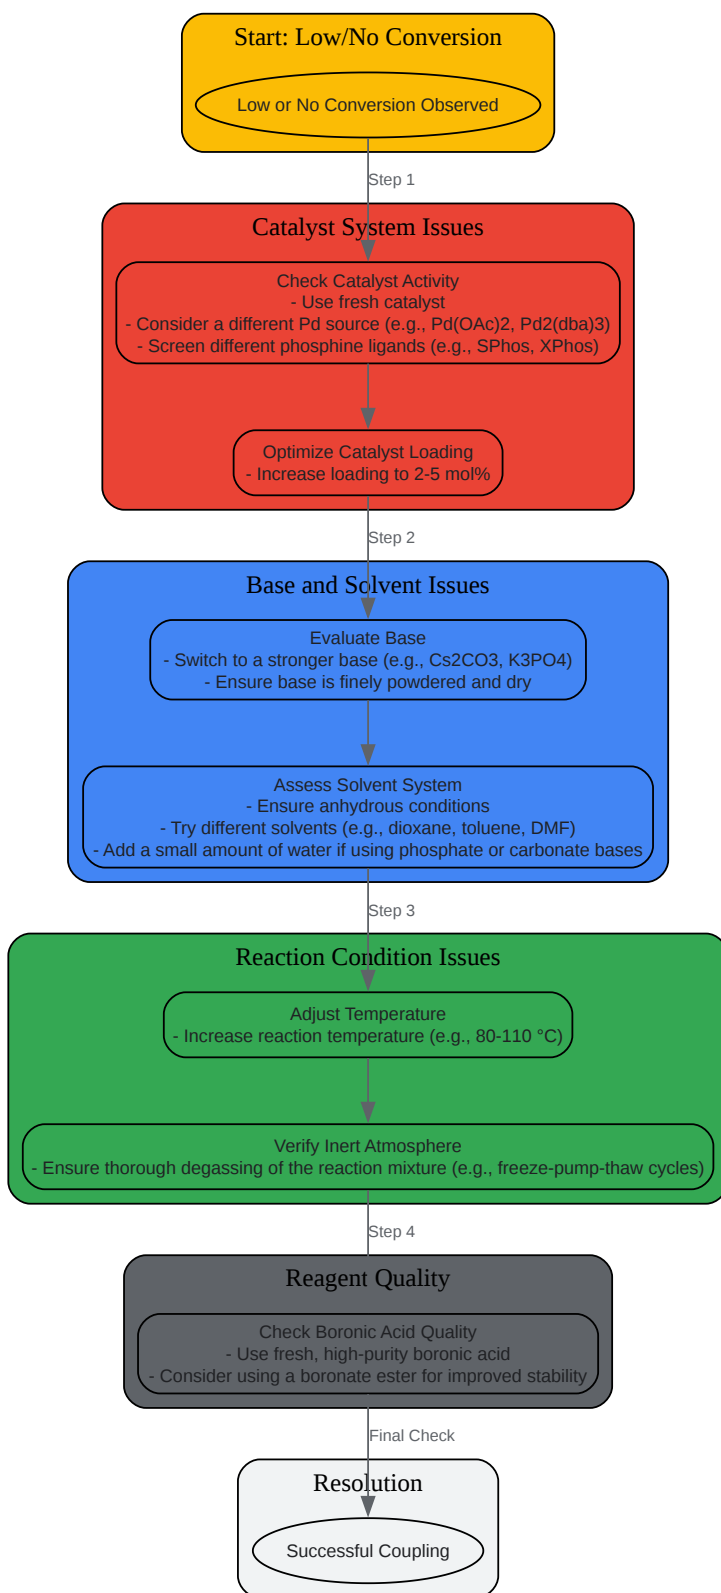 Start: Low/No Conversion
Low or No Conversion Observed
Step 1
Catalyst System Issues
Check Catalyst Activity
- Use fresh catalyst
- Consider a different Pd source (e.g., Pd(OAc)2, Pd2(dba)3)
- Screen different phosphine ligands (e.g., SPhos, XPhos)
Optimize Catalyst Loading
- Increase loading to 2-5 mol%
Step 2
Base and Solvent Issues
Evaluate Base
- Switch to a stronger base (e.g., Cs2CO3, K3PO4)
- Ensure base is finely powdered and dry
Assess Solvent System
- Ensure anhydrous conditions
- Try different solvents (e.g., dioxane, toluene, DMF)
- Add a small amount of water if using phosphate or carbonate bases
Step 3
Reaction Condition Issues
Adjust Temperature
- Increase reaction temperature (e.g., 80-110 °C)
Verify Inert Atmosphere
- Ensure thorough degassing of the reaction mixture (e.g., freeze-pump-thaw cycles)
Step 4
Reagent Quality
Check Boronic Acid Quality
- Use fresh, high-purity boronic acid
- Consider using a boronate ester for improved stability
Final Check
Resolution
Successful Coupling